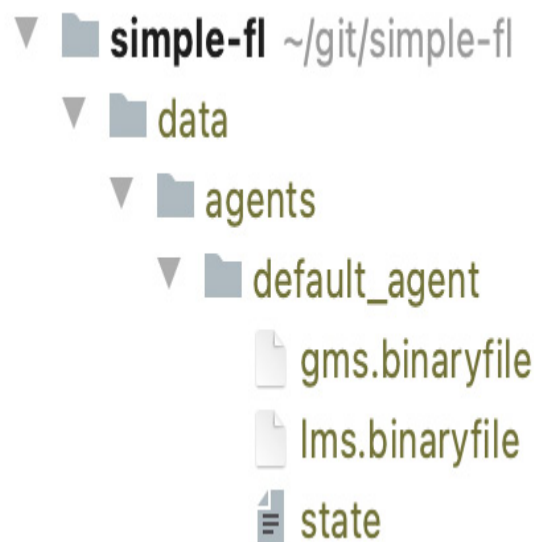 simple-fl ~/git/simple-fl
data
agents
default_agent
gms.binaryfile
lms.binaryfile
state